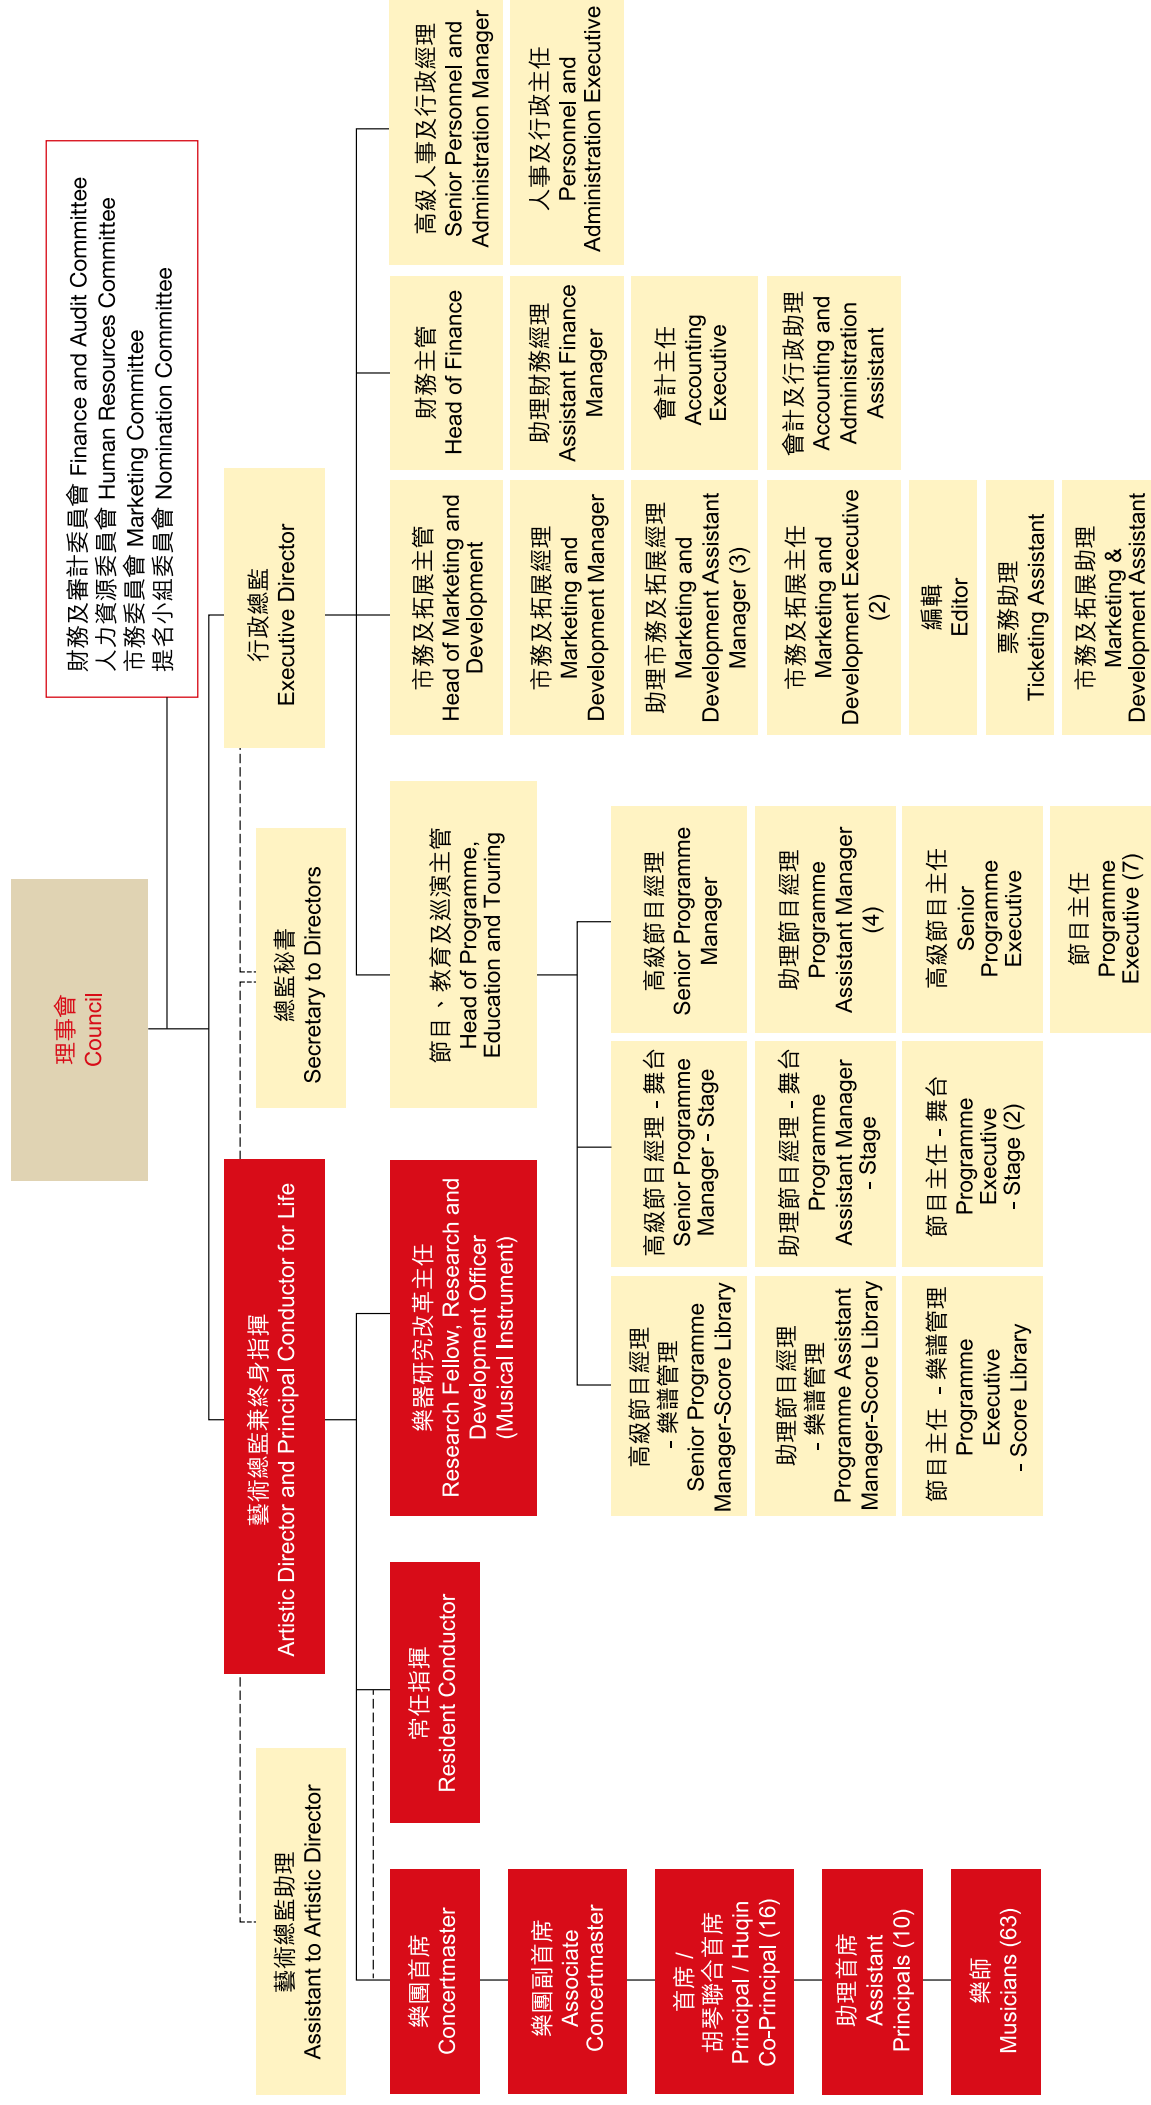 理事會
Council
財務及審計委員會 Finance and Audit Committee
人力資源委員會 Human Resources Committee
市務委員會 Marketing Committee
提名小組委員會 Nomination Committee
藝術總監兼終身指揮
Artistic Director and Principal Conductor for Life
行政總監
Executive Director
藝術總監助理
Assistant to Artistic Director
總監秘書
Secretary to Directors
樂團首席
Concertmaster
樂團副首席
Associate
Concertmaster
首席 /
胡琴聯合首席
Principal / Huqin
Co-Principal (16)
助理首席
Assistant
Principals (10)
樂師
Musicians (63)
常任指揮
Resident Conductor
樂器研究改革主任
Research Fellow, Research and
Development Officer
(Musical Instrument)
節目、教育及巡演主管
Head of Programme,
Education and Touring
高級節目經理
- 樂譜管理
Senior Programme
Manager-Score Library
助理節目經理
- 樂譜管理
Programme Assistant
Manager-Score Library
節目主任 - 樂譜管理
Programme
Executive
- Score Library
高級節目經理 - 舞台
Senior Programme
Manager - Stage
助理節目經理 - 舞台
Programme
Assistant Manager
- Stage
節目主任 - 舞台
Programme
Executive
- Stage (2)
高級節目經理
Senior Programme
Manager
助理節目經理
Programme
Assistant Manager
(4)
高級節目主任
Senior
Programme
Executive
節目主任
Programme
Executive (7)
市務及拓展主管
Head of Marketing and
Development
市務及拓展經理
Marketing and
Development Manager
助理市務及拓展經理
Marketing and
Development Assistant
Manager (3)
市務及拓展主任
Marketing and
Development Executive
(2)
編輯
Editor
票務助理
Ticketing Assistant
市務及拓展助理
Marketing &
Development Assistant
財務主管
Head of Finance
助理財務經理
Assistant Finance
Manager
會計主任
Accounting
Executive
會計及行政助理
Accounting and
Administration
Assistant
高級人事及行政經理
Senior Personnel and
Administration Manager
人事及行政主任
Personnel and
Administration Executive